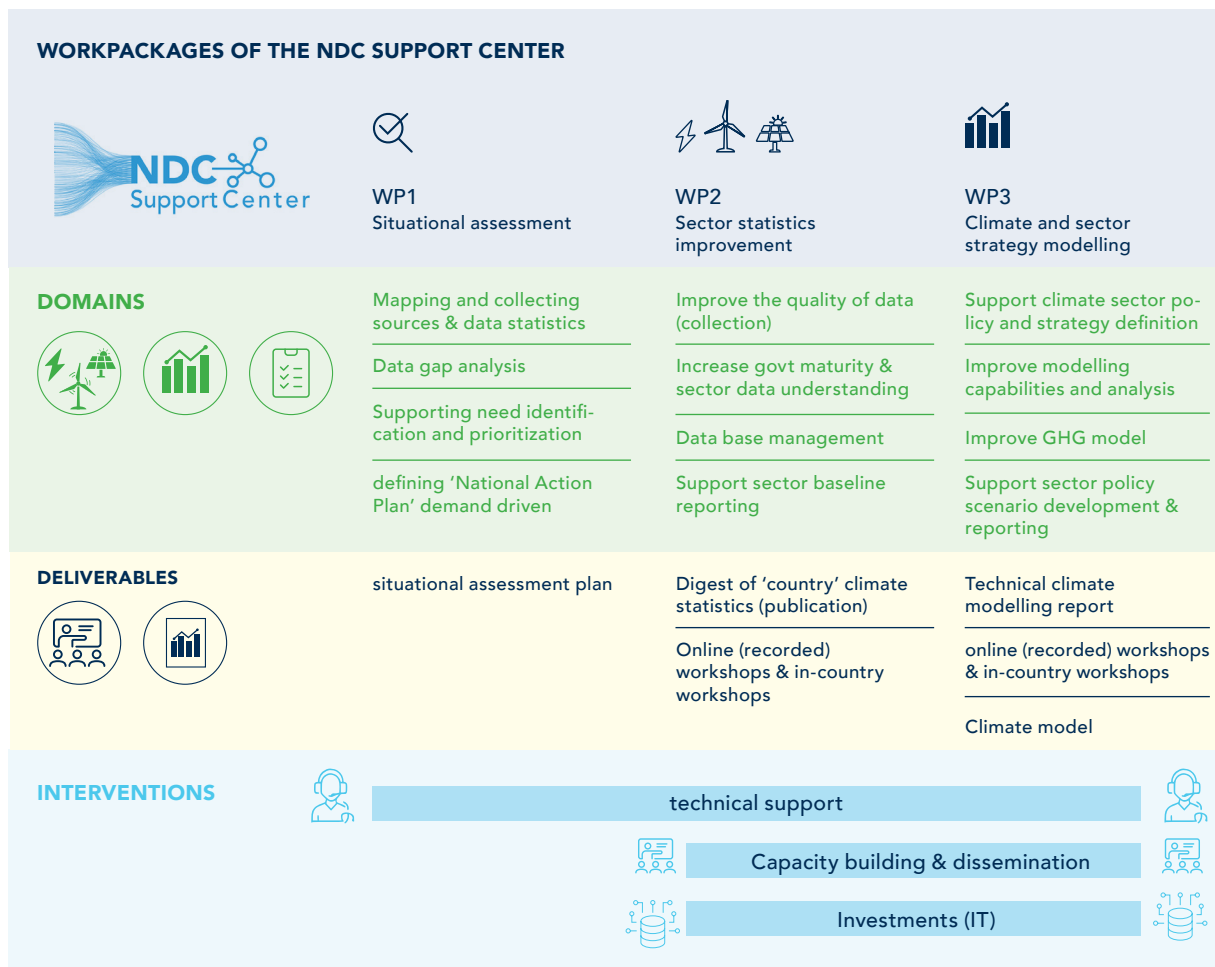 WORKPACKAGES OF THE NDC SUPPORT CENTER
NDC
Support Center
WP1
Situational assessment
WP2
Sector statistics
improvement
WP3
Climate and sector
strategy modelling
DOMAINS
Mapping and collecting
sources & data statistics
Data gap analysis
Supporting need identifi-
cation and prioritization
defining ‘National Action
Plan’ demand driven
Improve the quality of data
(collection)
Increase govt maturity &
sector data understanding
Data base management
Support sector baseline
reporting
Support climate sector po-
licy and strategy definition
Improve modelling
capabilities and analysis
Improve GHG model
Support sector policy
scenario development &
reporting
DELIVERABLES
situational assessment plan
Digest of ‘country’ climate
statistics (publication)
Online (recorded)
workshops & in-country
workshops
Technical climate
modelling report
online (recorded) workshops
& in-country workshops
Climate model
INTERVENTIONS
technical support
Capacity building & dissemination
Investments (IT)